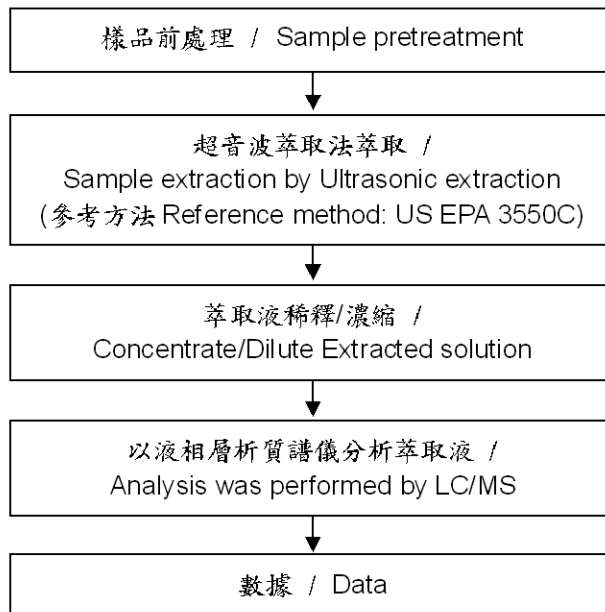 樣品前處理 / Sample pretreatment
超音波萃取法萃取 /
Sample extraction by Ultrasonic extraction
(參考方法 Reference method: US EPA 3550C)
萃取液稀釋/濃縮 /
Concentrate/Dilute Extracted solution
以液相層析質譜儀分析萃取液 /
Analysis was performed by LC/MS
數據 / Data